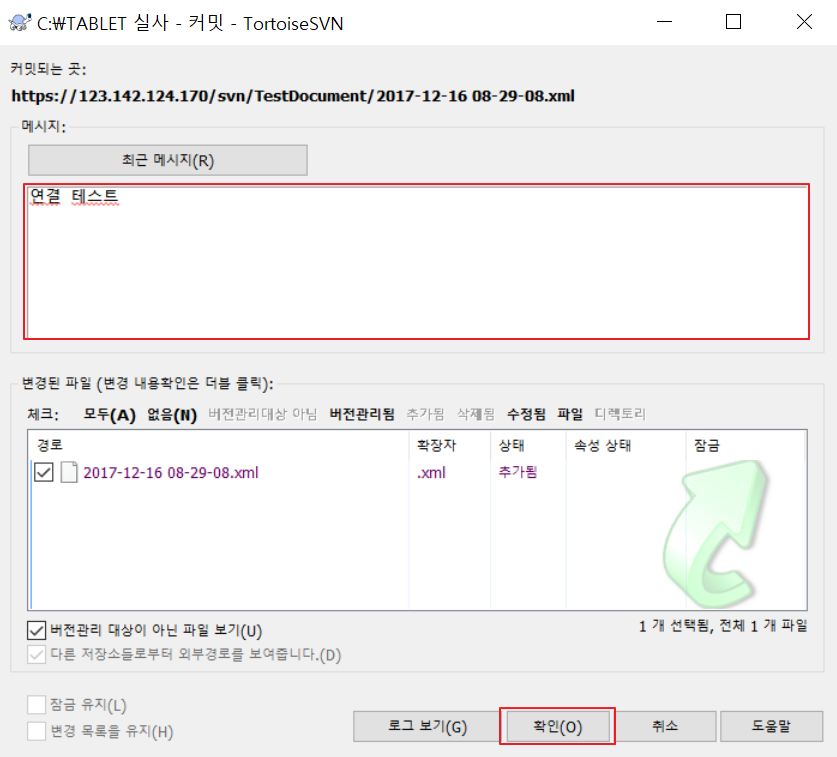 C:\TABLET 실사 - 커밋 - TortoiseSVN
커밋되는 곳:
https://123.142.124.170/svn/TestDocument/2017-12-16 08-29-08.xml
메시지:
최근 메시지(R)
연결 테스트
변경된 파일 (변경 내용확인은 더블 클릭):
체크: 모두(A) 없음(N) 버전관리대상 아님 버전관리됨 추가됨 삭제됨 수정됨 파일 디렉토리
경로 확장자 상태 속성 상태 잠금
2017-12-16 08-29-08.xml .xml 추가됨
버전관리 대상이 아닌 파일 보기(U) 1 개 선택됨, 전체 1 개 파일
다른 저장소들로부터 외부경로를 보여줍니다.(D)
잠금 유지(L)
변경 목록을 유지(H)
로그 보기(G) 확인(O) 취소 도움말